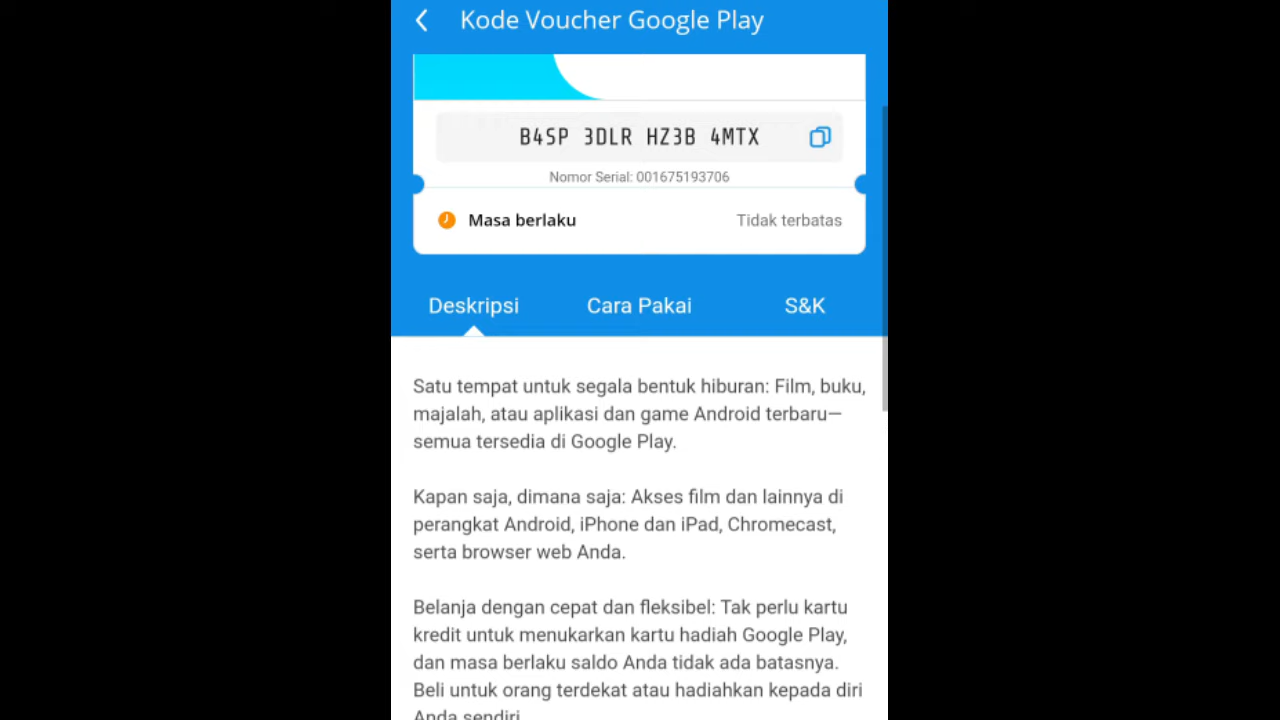 Kode Voucher Google Play
B4SP 3DLR HZ3B 4MTX
Nomor Serial: 001675193706
Masa berlaku Tidak terbatas
Deskripsi Cara Pakai S&K
Satu tempat untuk segala bentuk hiburan: Film, buku,
majalah, atau aplikasi dan game Android terbaru—
semua tersedia di Google Play.
Kapan saja, dimana saja: Akses film dan lainnya di
perangkat Android, iPhone dan iPad, Chromecast,
serta browser web Anda.
Belanja dengan cepat dan fleksibel: Tak perlu kartu
kredit untuk menukarkan kartu hadiah Google Play,
dan masa berlaku saldo Anda tidak ada batasnya.
Beli untuk orang terdekat atau hadiahkan kepada diri
Anda sendiri.